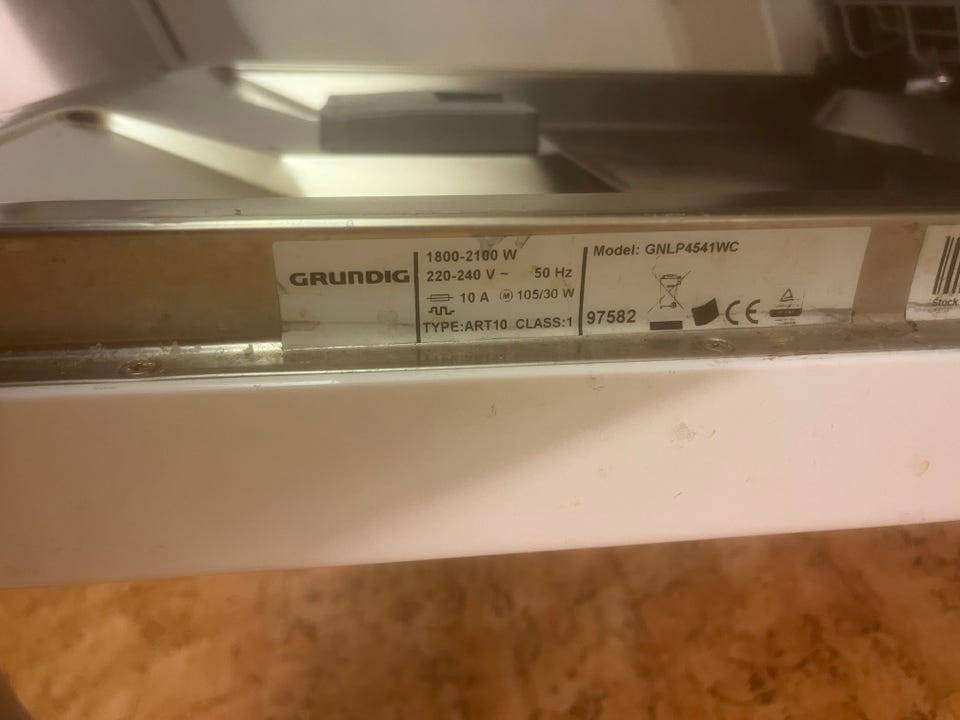 GRUNDIG
1800-2100 W
220-240 V ~ 50 Hz
10 A M 105/30 W
TYPE:ART10 CLASS:1
Model: GNLP4541WC
97582
CE
Stock